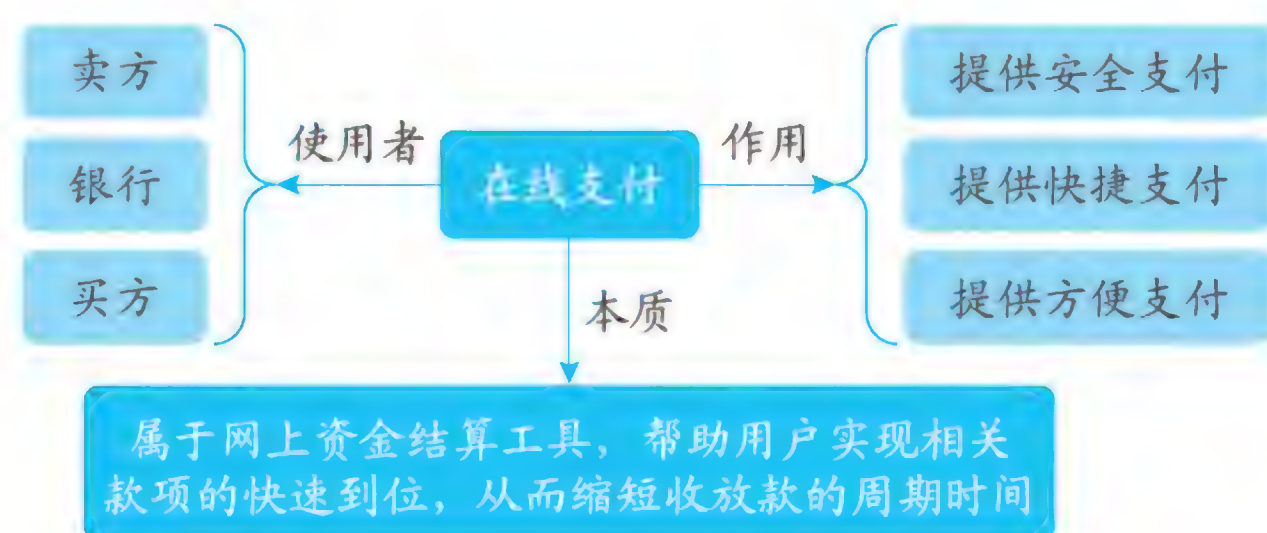 卖方
银行
买方
使用者
在线支付
作用
提供安全支付
提供快捷支付
提供方便支付
本质
属于网上资金结算工具，帮助用户实现相关
款项的快速到位，从而缩短收放款的周期时间